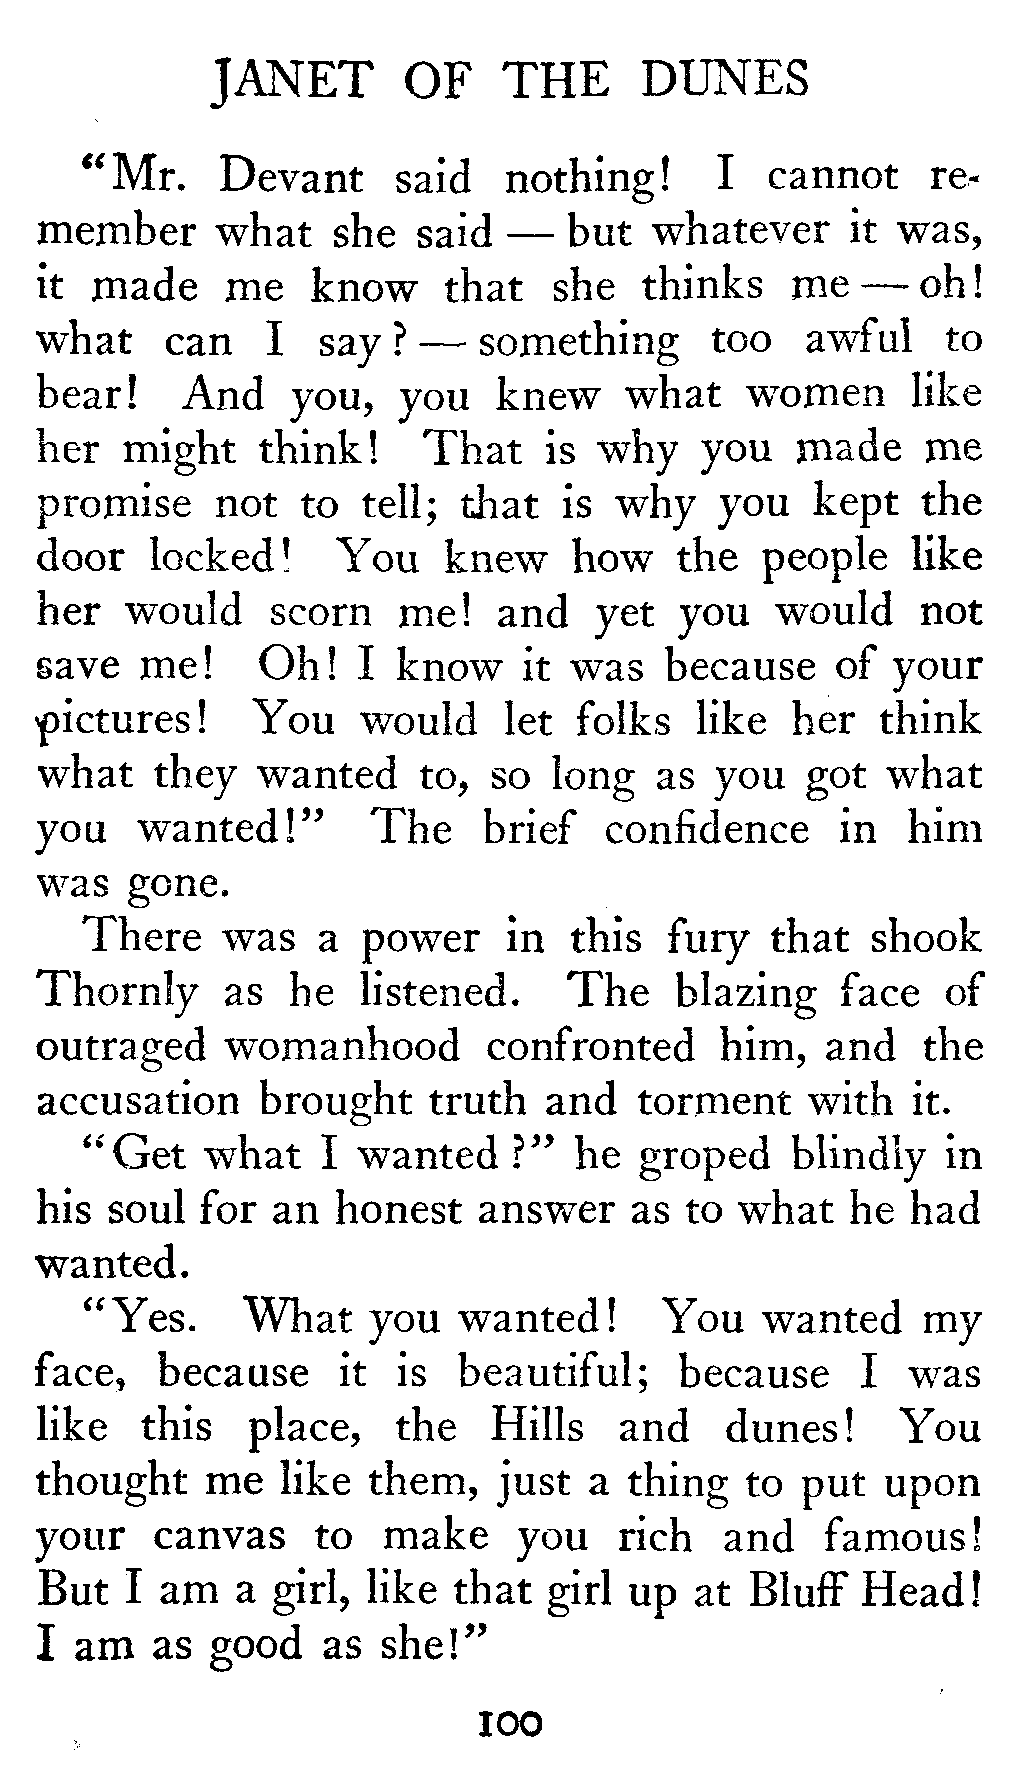 JANET OF THE DUNES
“Mr. Devant said nothing! I cannot re-
member what she said — but whatever it was,
it made me know that she thinks me — oh!
what can I say? — something too awful to
bear! And you, you knew what women like
her might think! That is why you made me
promise not to tell; that is why you kept the
door locked! You knew how the people like
her would scorn me! and yet you would not
save me! Oh! I know it was because of your
pictures! You would let folks like her think
what they wanted to, so long as you got what
you wanted!” The brief confidence in him
was gone.
There was a power in this fury that shook
Thornly as he listened. The blazing face of
outraged womanhood confronted him, and the
accusation brought truth and torment with it.
“Get what I wanted?” he groped blindly in
his soul for an honest answer as to what he had
wanted.
“Yes. What you wanted! You wanted my
face, because it is beautiful; because I was
like this place, the Hills and dunes! You
thought me like them, just a thing to put upon
your canvas to make you rich and famous!
But I am a girl, like that girl up at Bluff Head!
I am as good as she!”
100